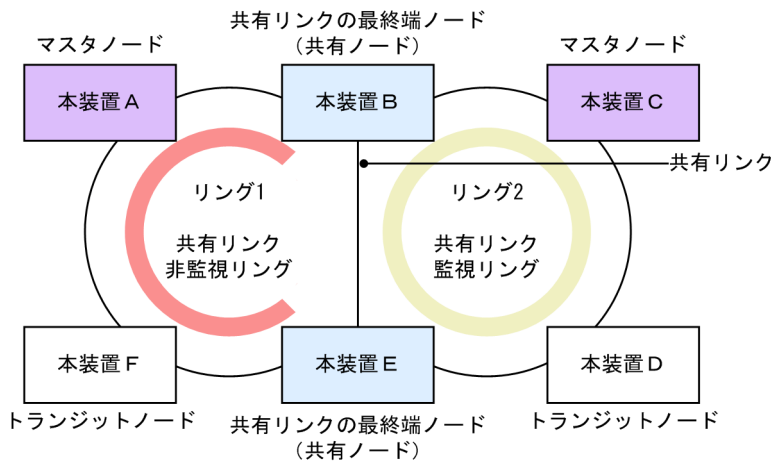 共有リンクの最終端ノード
（共有ノード）
マスタノード
マスタノード
本装置Ａ
本装置Ｂ
本装置Ｃ
共有リンク
リング1
共有リンク
非監視リング
リング2
共有リンク
監視リング
本装置Ｆ
本装置Ｅ
本装置Ｄ
トランジットノード
共有リンクの最終端ノード
（共有ノード）
トランジットノード